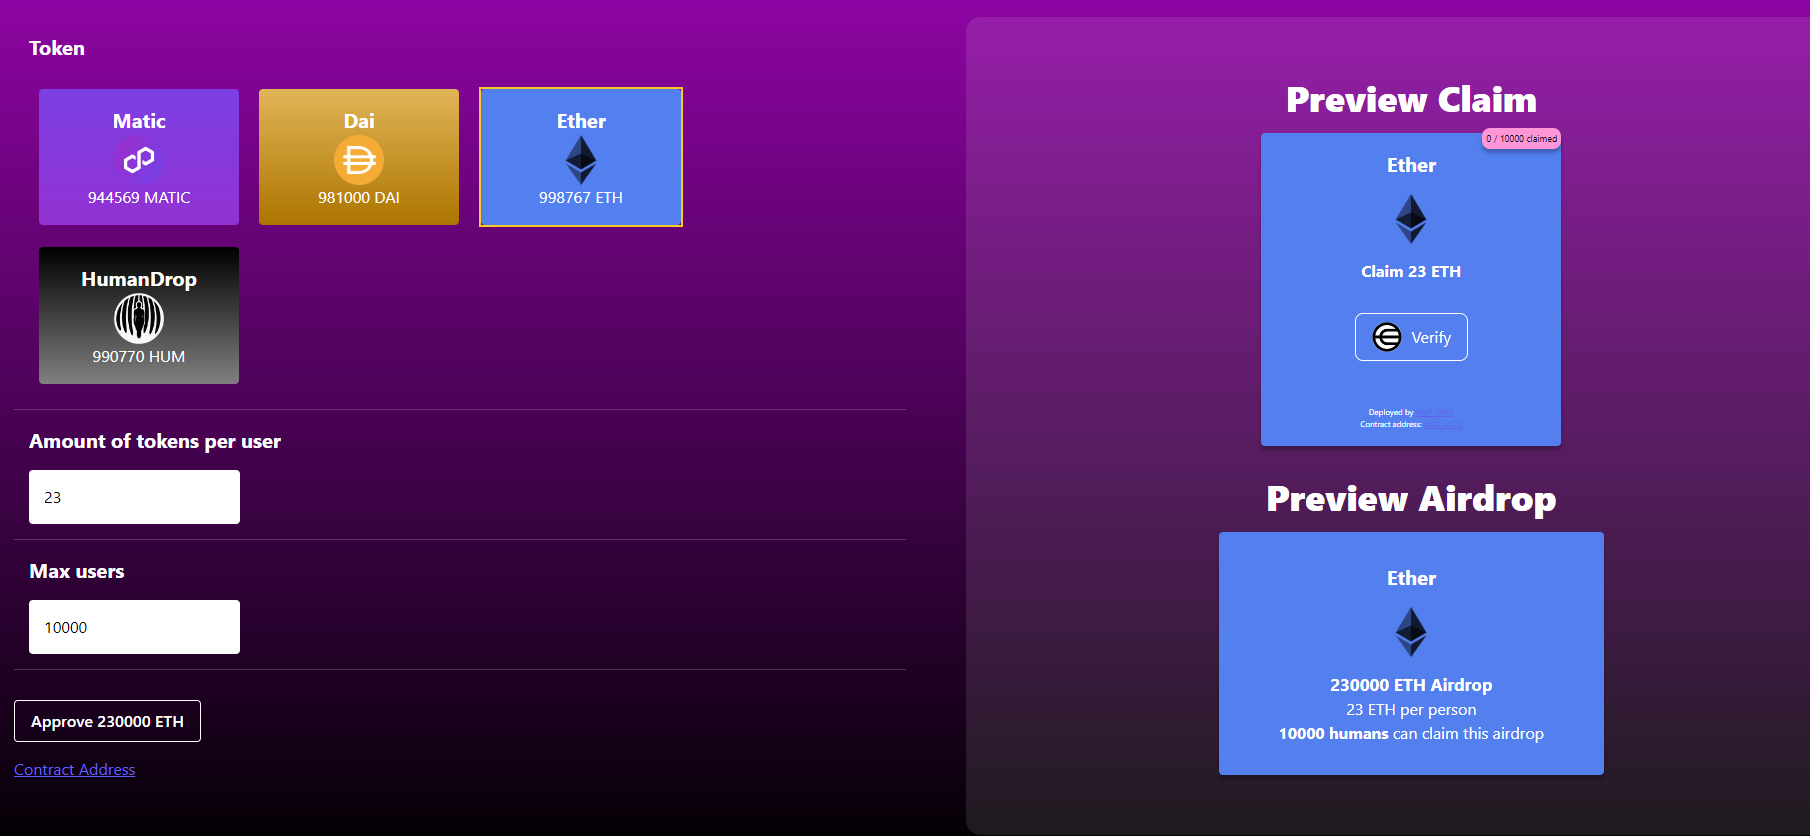 Token
Matic
944569 MATIC
Dai
981000 DAI
Ether
998767 ETH
HumanDrop
990770 HUM
Amount of tokens per user
23
Max users
10000
Approve 230000 ETH
Contract Address
Preview Claim
0 / 10000 claimed
Ether
Claim 23 ETH
Verify
Deployed by
Contract address:
Preview Airdrop
Ether
230000 ETH Airdrop
23 ETH per person
10000 humans can claim this airdrop